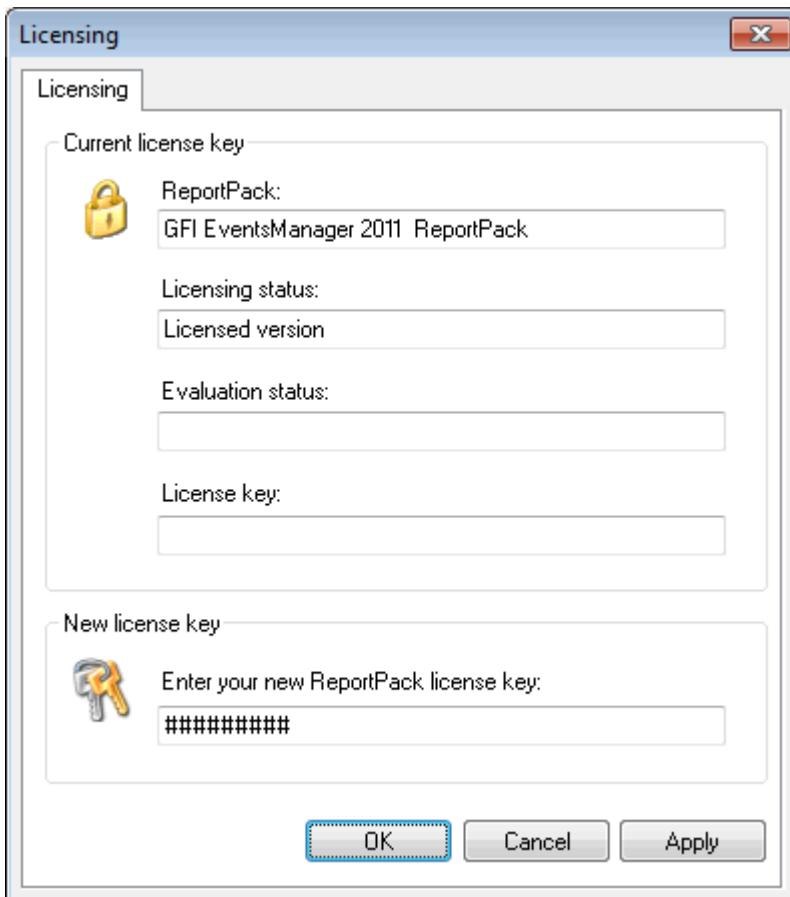 Licensing
Licensing
Current license key
ReportPack:
GFI EventsManager 2011  ReportPack
Licensing status:
Licensed version
Evaluation status:
License key:
New license key
Enter your new ReportPack license key:
#########
OK Cancel Apply